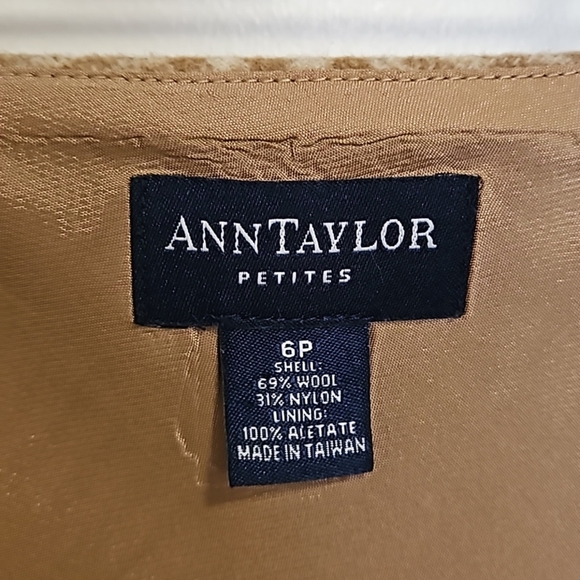 ANNTAYLOR
PETITES
6P
SHELL:
69% WOOL
31% NYLON
LINING:
100% ACETATE
MADE IN TAIWAN